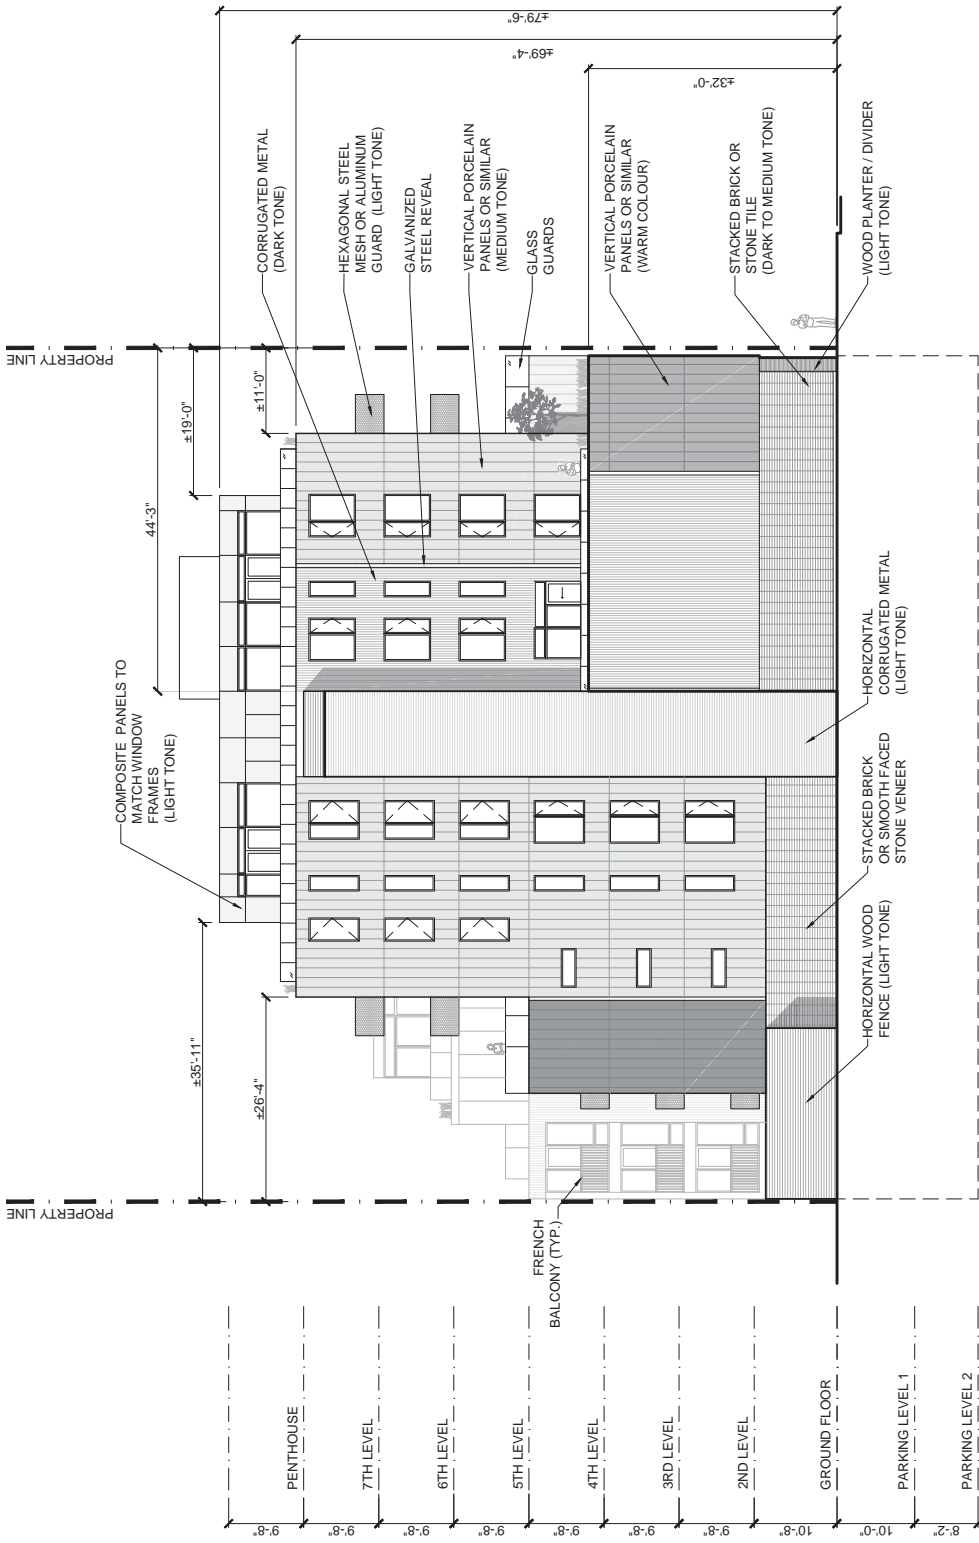 ±79'-6"
±69'-4"
±32'-0"
CORRUGATED METAL
(DARK TONE)
HEXAGONAL STEEL
MESH OR ALUMINUM
GUARD (LIGHT TONE)
GALVANIZED
STEEL REVEAL
VERTICAL PORCELAIN
PANELS OR SIMILAR
(MEDIUM TONE)
GLASS
GUARDS
VERTICAL PORCELAIN
PANELS OR SIMILAR
(WARM COLOUR)
STACKED BRICK OR
STONE TILE
(DARK TO MEDIUM TONE)
WOOD PLANTER / DIVIDER
(LIGHT TONE)
PROPERTY LINE
44'-3"
±19'-0"
±11'-0"
COMPOSITE PANELS TO
MATCH WINDOW
FRAMES
(LIGHT TONE)
HORIZONTAL
CORRUGATED METAL
(LIGHT TONE)
STACKED BRICK
OR SMOOTH FACED
STONE VENEER
HORIZONTAL WOOD
FENCE (LIGHT TONE)
±35'-11"
±26'-4"
PROPERTY LINE
FRENCH
BALCONY (TYP.)
PENTHOUSE
7TH LEVEL
6TH LEVEL
5TH LEVEL
4TH LEVEL
3RD LEVEL
2ND LEVEL
GROUND FLOOR
PARKING LEVEL 1
PARKING LEVEL 2
9'-8"
9'-8"
9'-8"
9'-8"
9'-8"
9'-8"
9'-8"
10'-8"
10'-0"
8'-2"